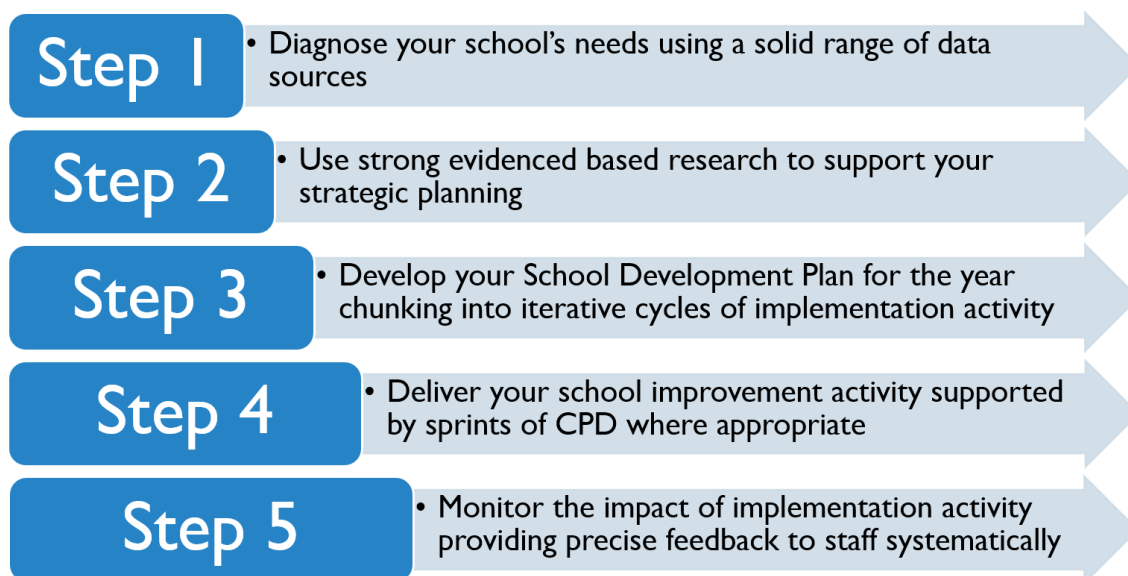 Step 1
• Diagnose your school's needs using a solid range of data
sources
Step 2
• Use strong evidenced based research to support your
strategic planning
Step 3
• Develop your School Development Plan for the year
chunking into iterative cycles of implementation activity
Step 4
• Deliver your school improvement activity supported
by sprints of CPD where appropriate
Step 5
• Monitor the impact of implementation activity
providing precise feedback to staff systematically